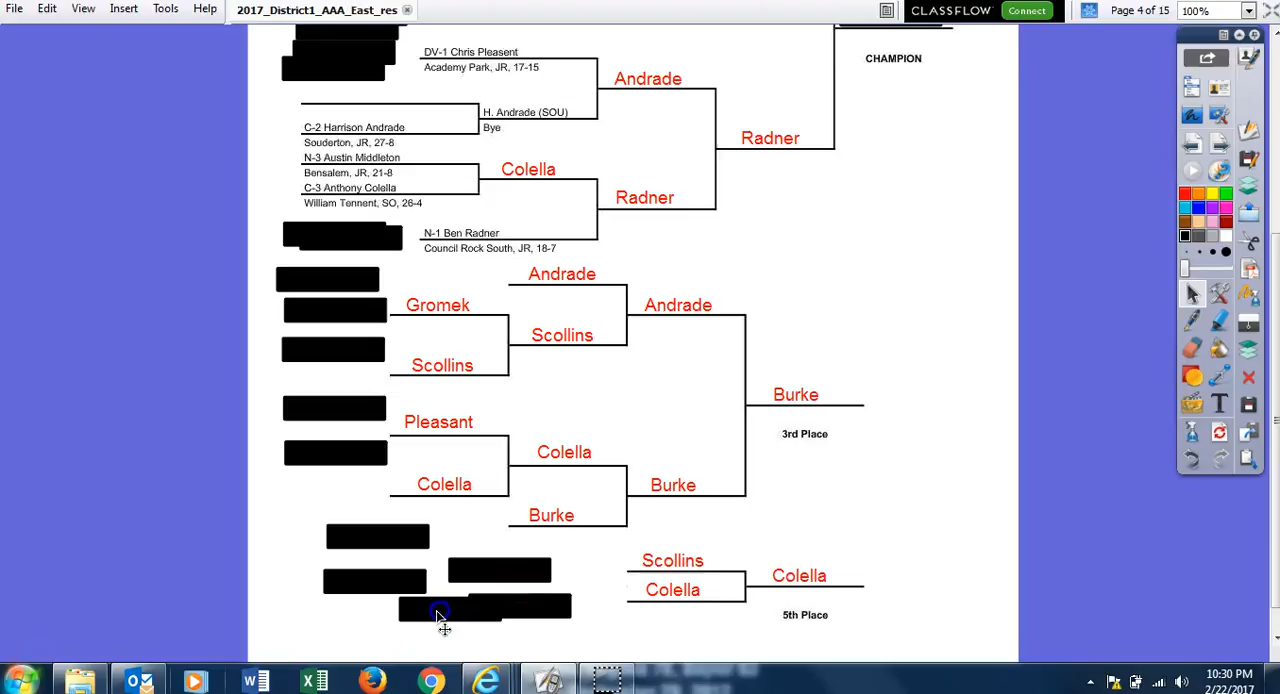 File Edit View Insert Tools Help 2017_District1_AAA_East_res CLASSFLOW Connect Page 4 of 15 100%
DV-1 Chris Pleasent
Academy Park, JR, 17-15
Andrade
CHAMPION
H. Andrade (SOU)
C-2 Harrison Andrade
Bye
Souderton, JR, 27-8
Radner
N-3 Austin Middleton
Bensalem, JR, 21-8
Colella
C-3 Anthony Colella
William Tennent, SO, 26-4
Radner
N-1 Ben Radner
Council Rock South, JR, 18-7
Andrade
Gromek
Andrade
Scollins
Scollins
Burke
Pleasant
3rd Place
Colella
Colella
Burke
Burke
Scollins
Colella
Colella
5th Place
10:30 PM
2/22/2017